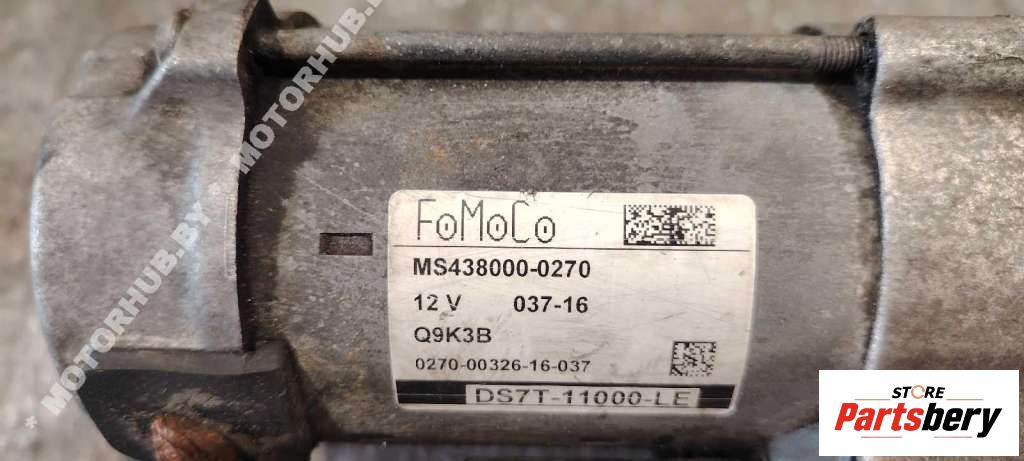 MOTORHUB.BY
* MOTORHUB.BY
FoMoCo
MS438000-0270
12 V 037-16
Q9K3B
0270-00326-16-037
DS7T-11000-LE
STORE
Partsbery